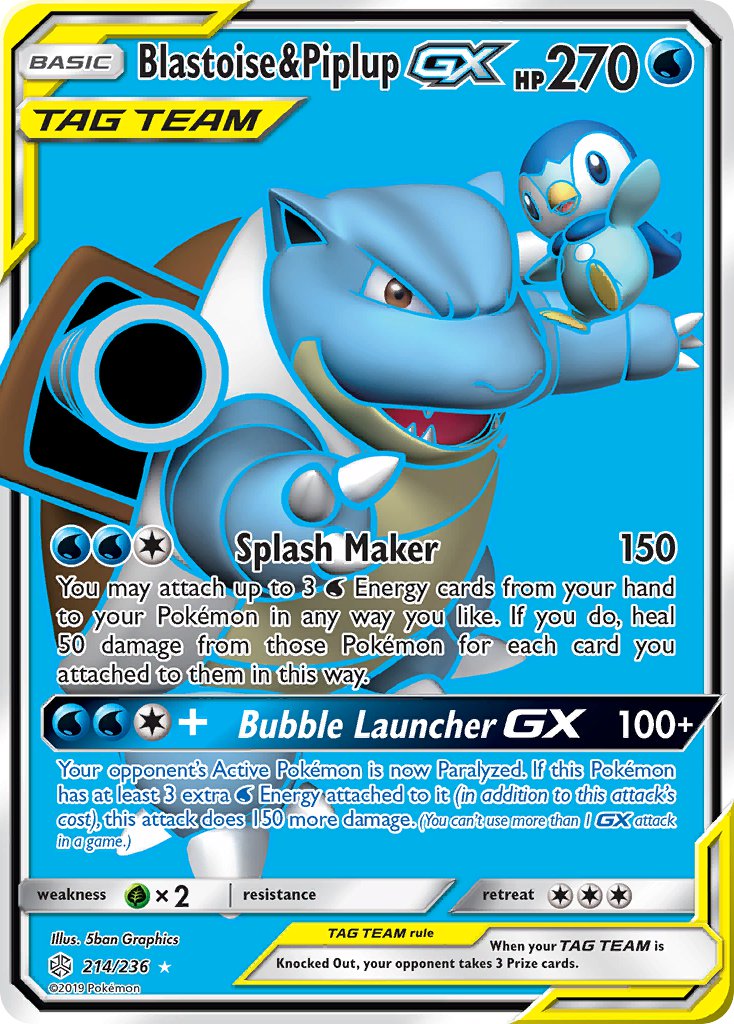 BASIC Blastoise&Piplup GX HP270
TAG TEAM
Splash Maker 150
You may attach up to 3 Energy cards from your hand
to your Pokémon in any way you like. If you do, heal
50 damage from those Pokémon for each card you
attached to them in this way.
+ Bubble Launcher GX 100+
Your opponent's Active Pokémon is now Paralyzed. If this Pokémon
has at least 3 extra Energy attached to it (in addition to this attack's
cost), this attack does 150 more damage. (You can't use more than 1 GX attack
in a game.)
weakness ×2 resistance retreat
Illus. 5ban Graphics
214/236
©2019 Pokémon
TAG TEAM rule
When your TAG TEAM is
Knocked Out, your opponent takes 3 Prize cards.